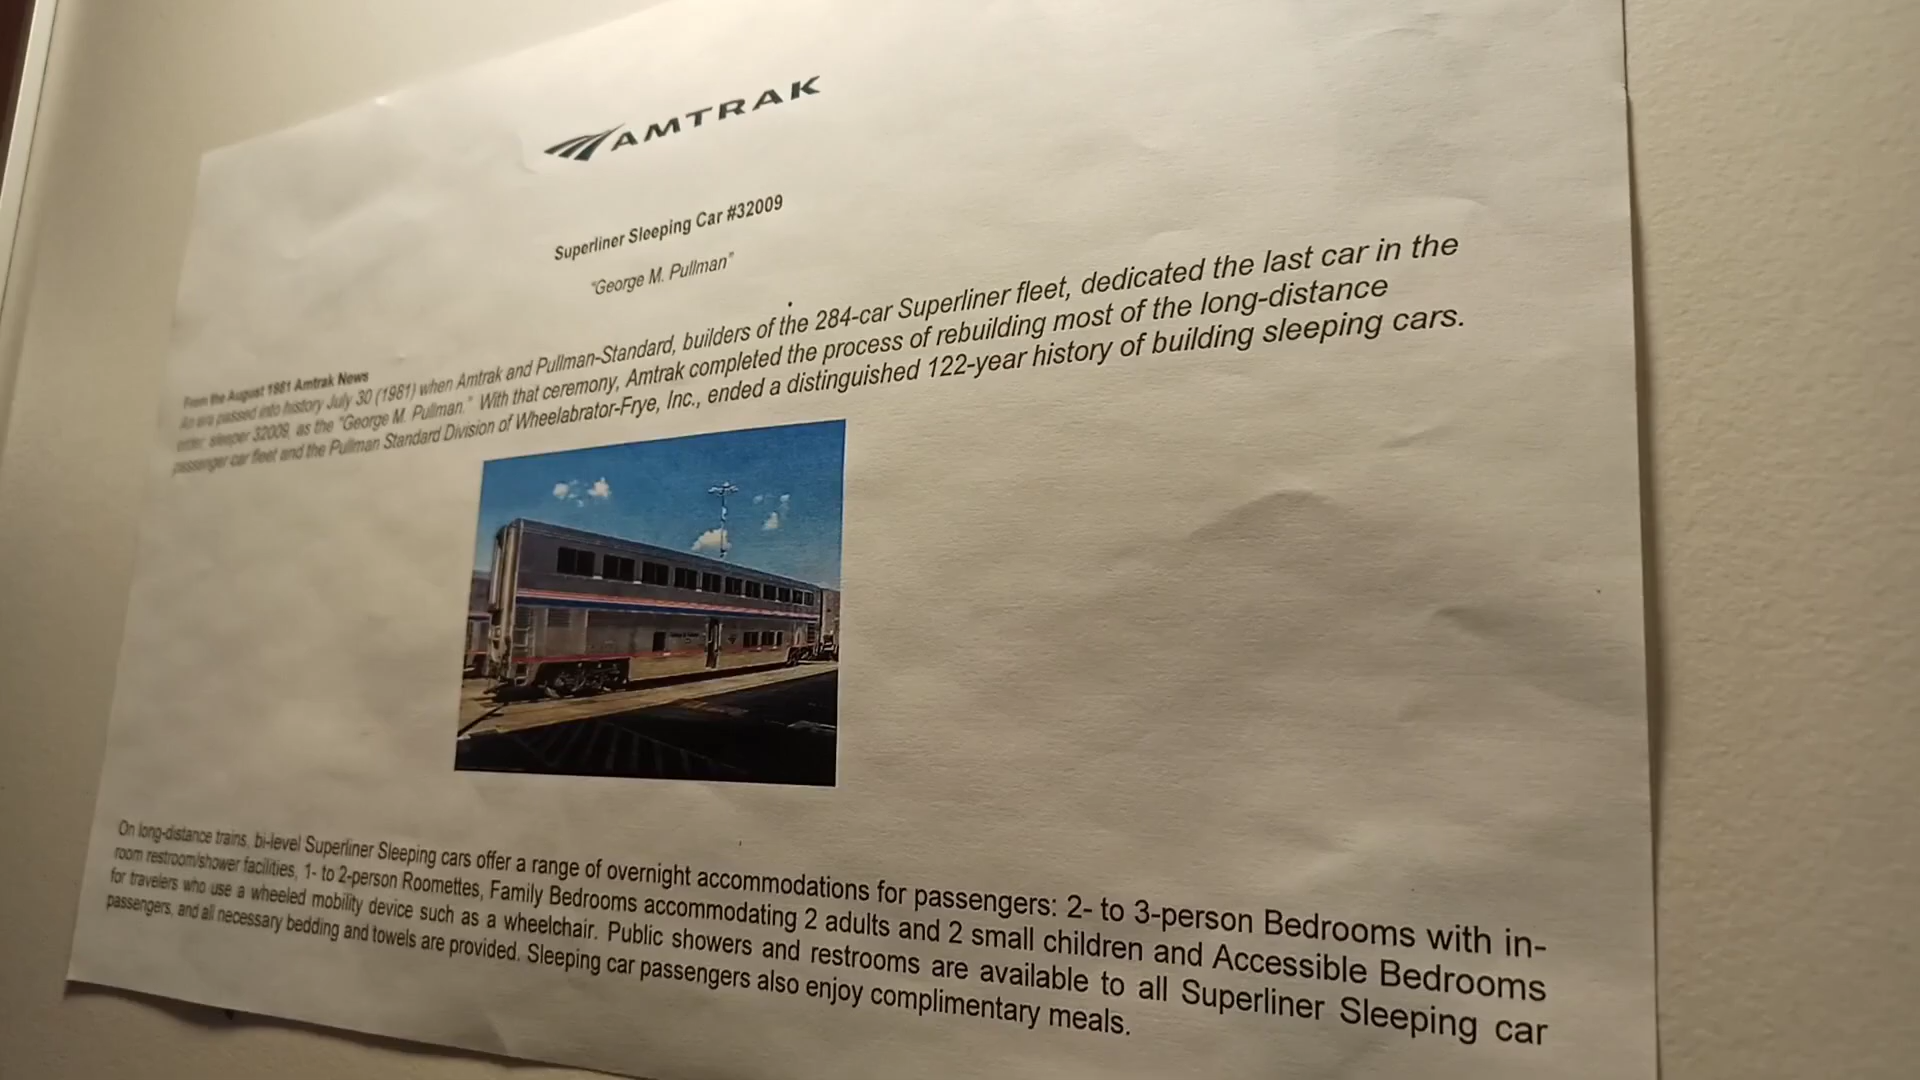 AMTRAK
Superliner Sleeping Car #32009
"George M. Pullman"
From the August 1981 Amtrak News
An era passed into history July 30 (1981) when Amtrak and Pullman-Standard, builders of the 284-car Superliner fleet, dedicated the last car in the
order, sleeper 32009, as the "George M. Pullman." With that ceremony, Amtrak completed the process of rebuilding most of the long-distance
passenger car fleet and the Pullman Standard Division of Wheelabrator-Frye, Inc., ended a distinguished 122-year history of building sleeping cars.
On long-distance trains, bi-level Superliner Sleeping cars offer a range of overnight accommodations for passengers: 2- to 3-person Bedrooms with in-
room restroom/shower facilities, 1- to 2-person Roomettes, Family Bedrooms accommodating 2 adults and 2 small children and Accessible Bedrooms
for travelers who use a wheeled mobility device such as a wheelchair. Public showers and restrooms are available to all Superliner Sleeping car
passengers, and all necessary bedding and towels are provided. Sleeping car passengers also enjoy complimentary meals.